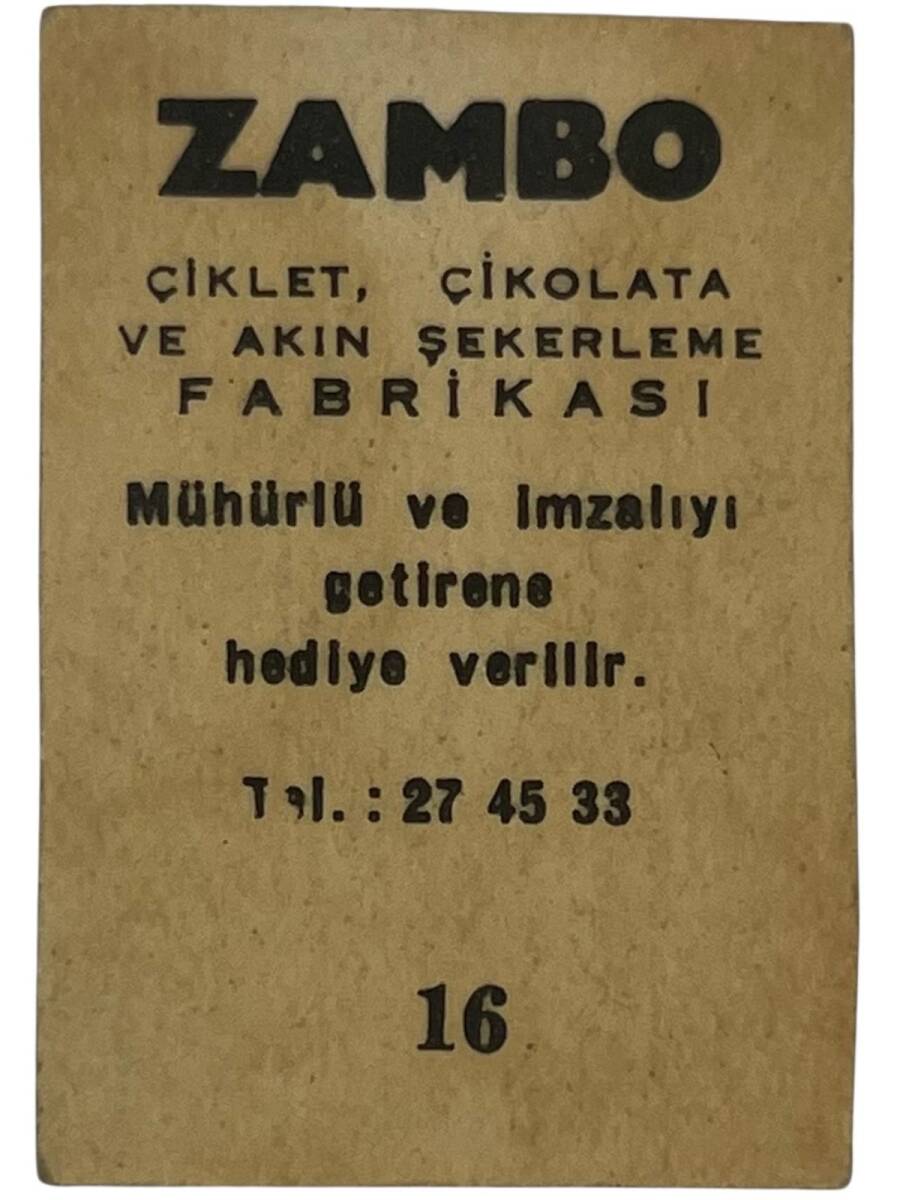 ZAMBO
ÇİKLET, ÇİKOLATA
VE AKIN ŞEKERLEME
FABRİKASI
Mühürlü ve imzalıyı
getirene
hediye verilir.
Tel. : 27 45 33
16